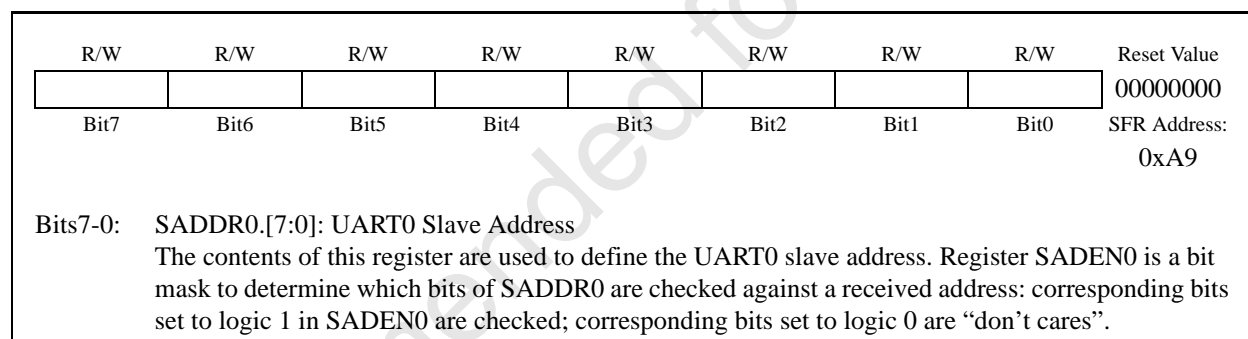 R/W R/W R/W R/W R/W R/W R/W R/W Reset Value
00000000
Bit7 Bit6 Bit5 Bit4 Bit3 Bit2 Bit1 Bit0 SFR Address:
0xA9
Bits7-0: SADDR0.[7:0]: UART0 Slave Address
The contents of this register are used to define the UART0 slave address. Register SADEN0 is a bit
mask to determine which bits of SADDR0 are checked against a received address: corresponding bits
set to logic 1 in SADEN0 are checked; corresponding bits set to logic 0 are “don’t cares”.
ended fo